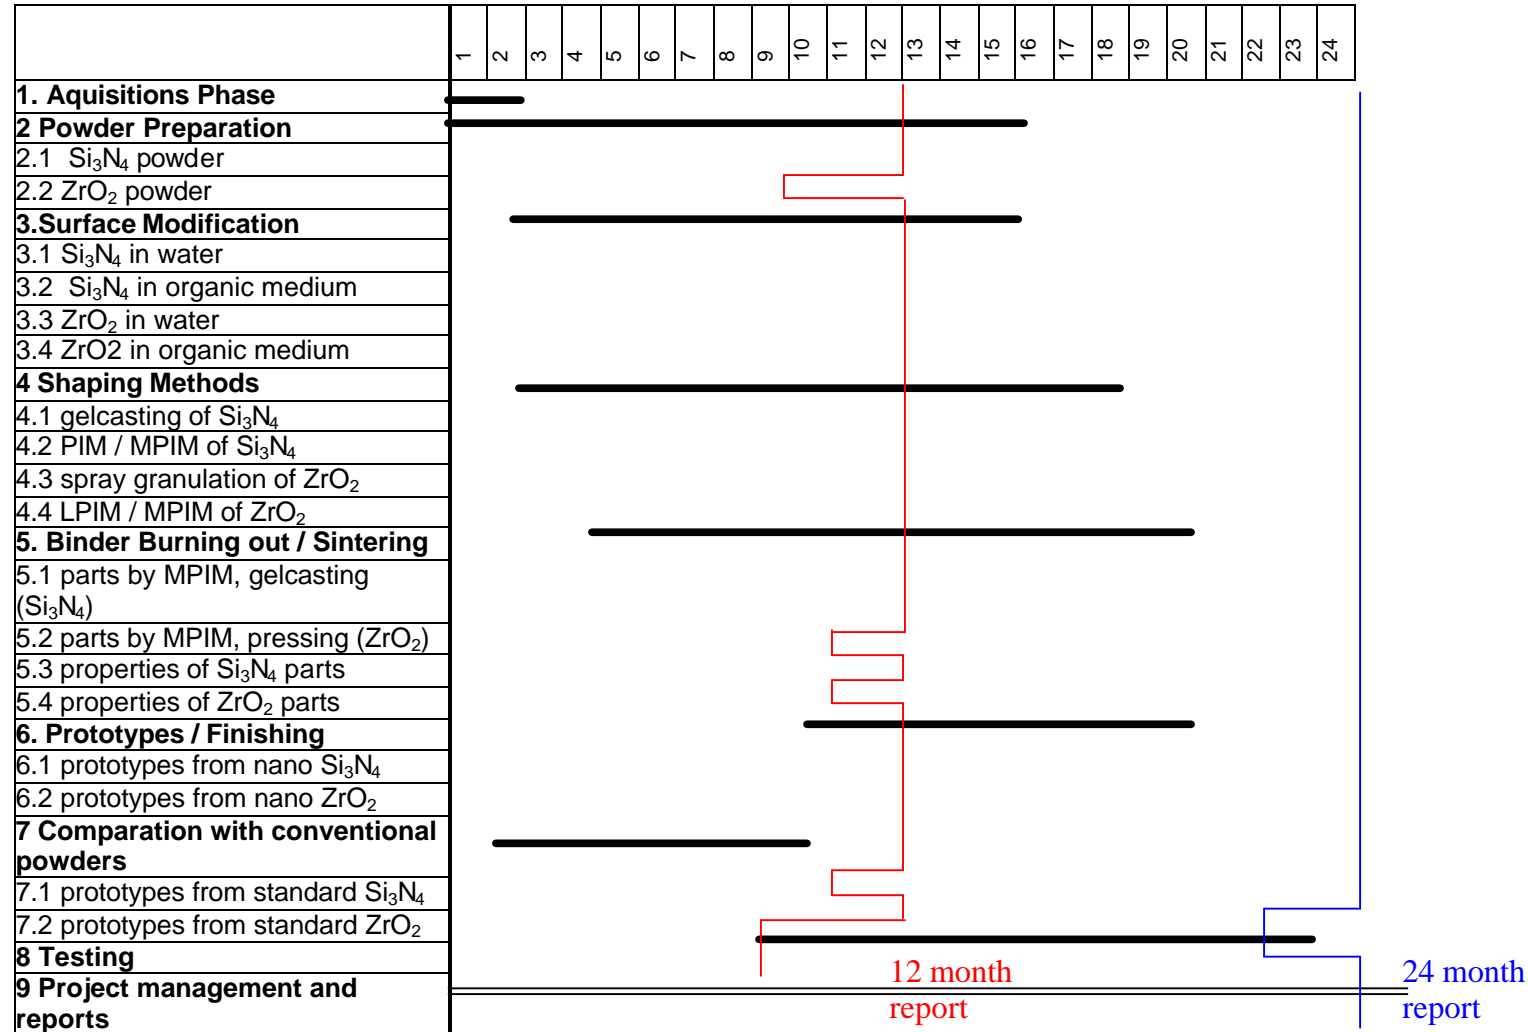 1 2 3 4 5 6 7 8 9 10 11 12 13 14 15 16 17 18 19 20 21 22 23 24
1. Aquisitions Phase
2 Powder Preparation
2.1 Si₃N₄ powder
2.2 ZrO₂ powder
3.Surface Modification
3.1 Si₃N₄ in water
3.2 Si₃N₄ in organic medium
3.3 ZrO₂ in water
3.4 ZrO2 in organic medium
4 Shaping Methods
4.1 gelcasting of Si₃N₄
4.2 PIM / MPIM of Si₃N₄
4.3 spray granulation of ZrO₂
4.4 LPIM / MPIM of ZrO₂
5. Binder Burning out / Sintering
5.1 parts by MPIM, gelcasting
(Si₃N₄)
5.2 parts by MPIM, pressing (ZrO₂)
5.3 properties of Si₃N₄ parts
5.4 properties of ZrO₂ parts
6. Prototypes / Finishing
6.1 prototypes from nano Si₃N₄
6.2 prototypes from nano ZrO₂
7 Comparation with conventional
powders
7.1 prototypes from standard Si₃N₄
7.2 prototypes from standard ZrO₂
8 Testing
9 Project management and
reports
12 month
report
24 month
report